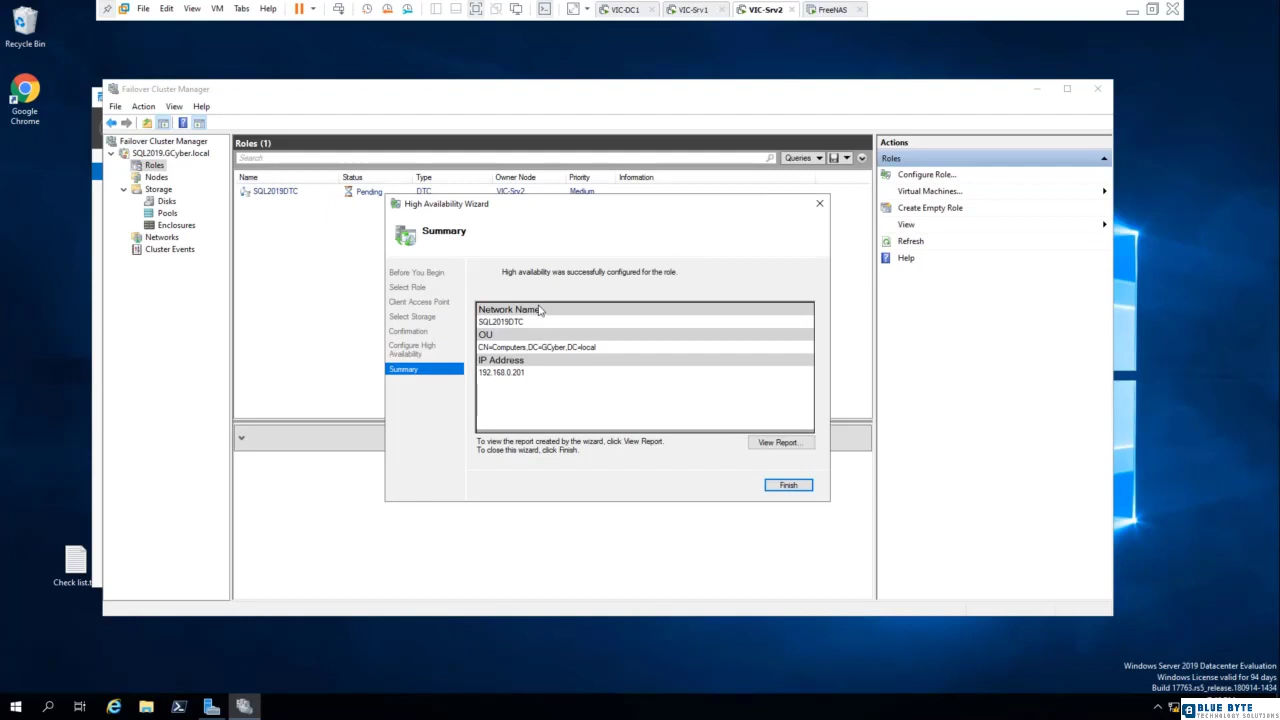 File Edit View VM Tabs Help
VIC-DC1
VIC-Srv1
VIC-Srv2
FreeNAS
Recycle Bin
Google
Chrome
Failover Cluster Manager
File Action View Help
Failover Cluster Manager
SQL2019.GCyber.local
Roles
Nodes
Storage
Disks
Pools
Enclosures
Networks
Cluster Events
Roles (1)
Search
Queries
Name Status Type Owner Node Priority Information
SQL2019DTC Pending DTC VIC-Srv2 Medium
High Availability Wizard
Summary
Before You Begin
Select Role
Client Access Point
Select Storage
Confirmation
Configure High
Availability
Summary
High availability was successfully configured for the role.
Network Name
SQL2019DTC
OU
CN=Computers,DC=GCyber,DC=local
IP Address
192.168.0.201
To view the report created by the wizard, click View Report.
To close this wizard, click Finish.
View Report...
Finish
Actions
Roles
Configure Role...
Virtual Machines...
Create Empty Role
View
Refresh
Help
Check list.t
Windows Server 2019 Datacenter Evaluation
Windows License valid for 94 days
Build 17763.rs5_release.180914-1434
BLUE BYTE
TECHNOLOGY SOLUTIONS